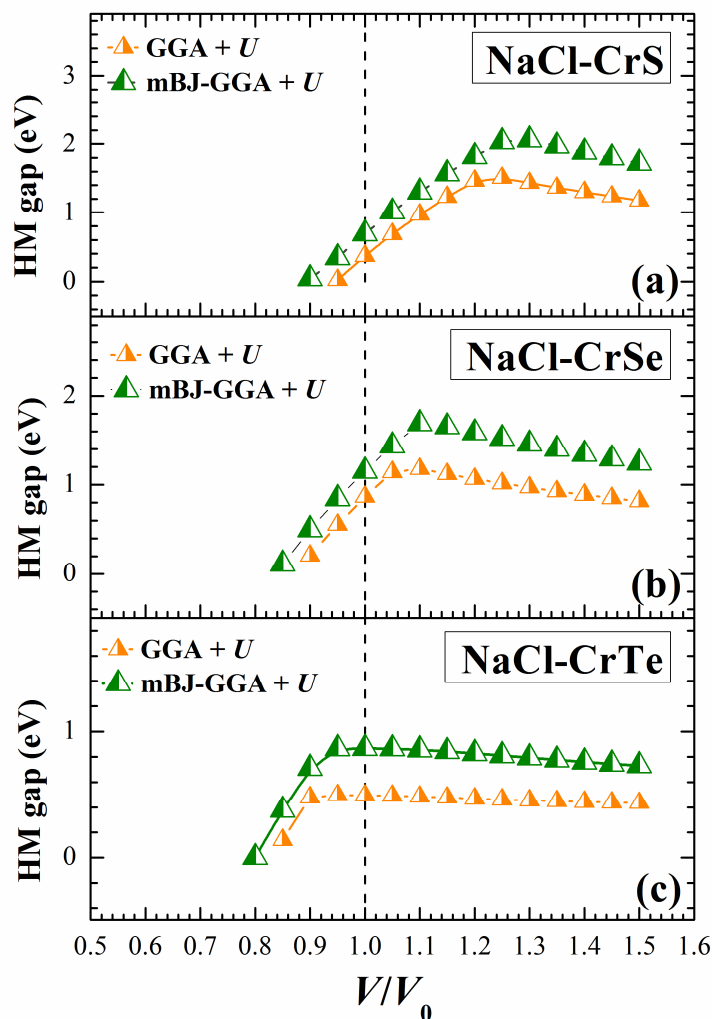 GGA + U
mBJ-GGA + U
NaCl-CrS
3
2
1
0
HM gap (eV)
(a)
GGA + U
mBJ-GGA + U
NaCl-CrSe
2
1
0
HM gap (eV)
(b)
GGA + U
mBJ-GGA + U
NaCl-CrTe
1
0
HM gap (eV)
(c)
0.5 0.6 0.7 0.8 0.9 1.0 1.1 1.2 1.3 1.4 1.5 1.6
V/V₀